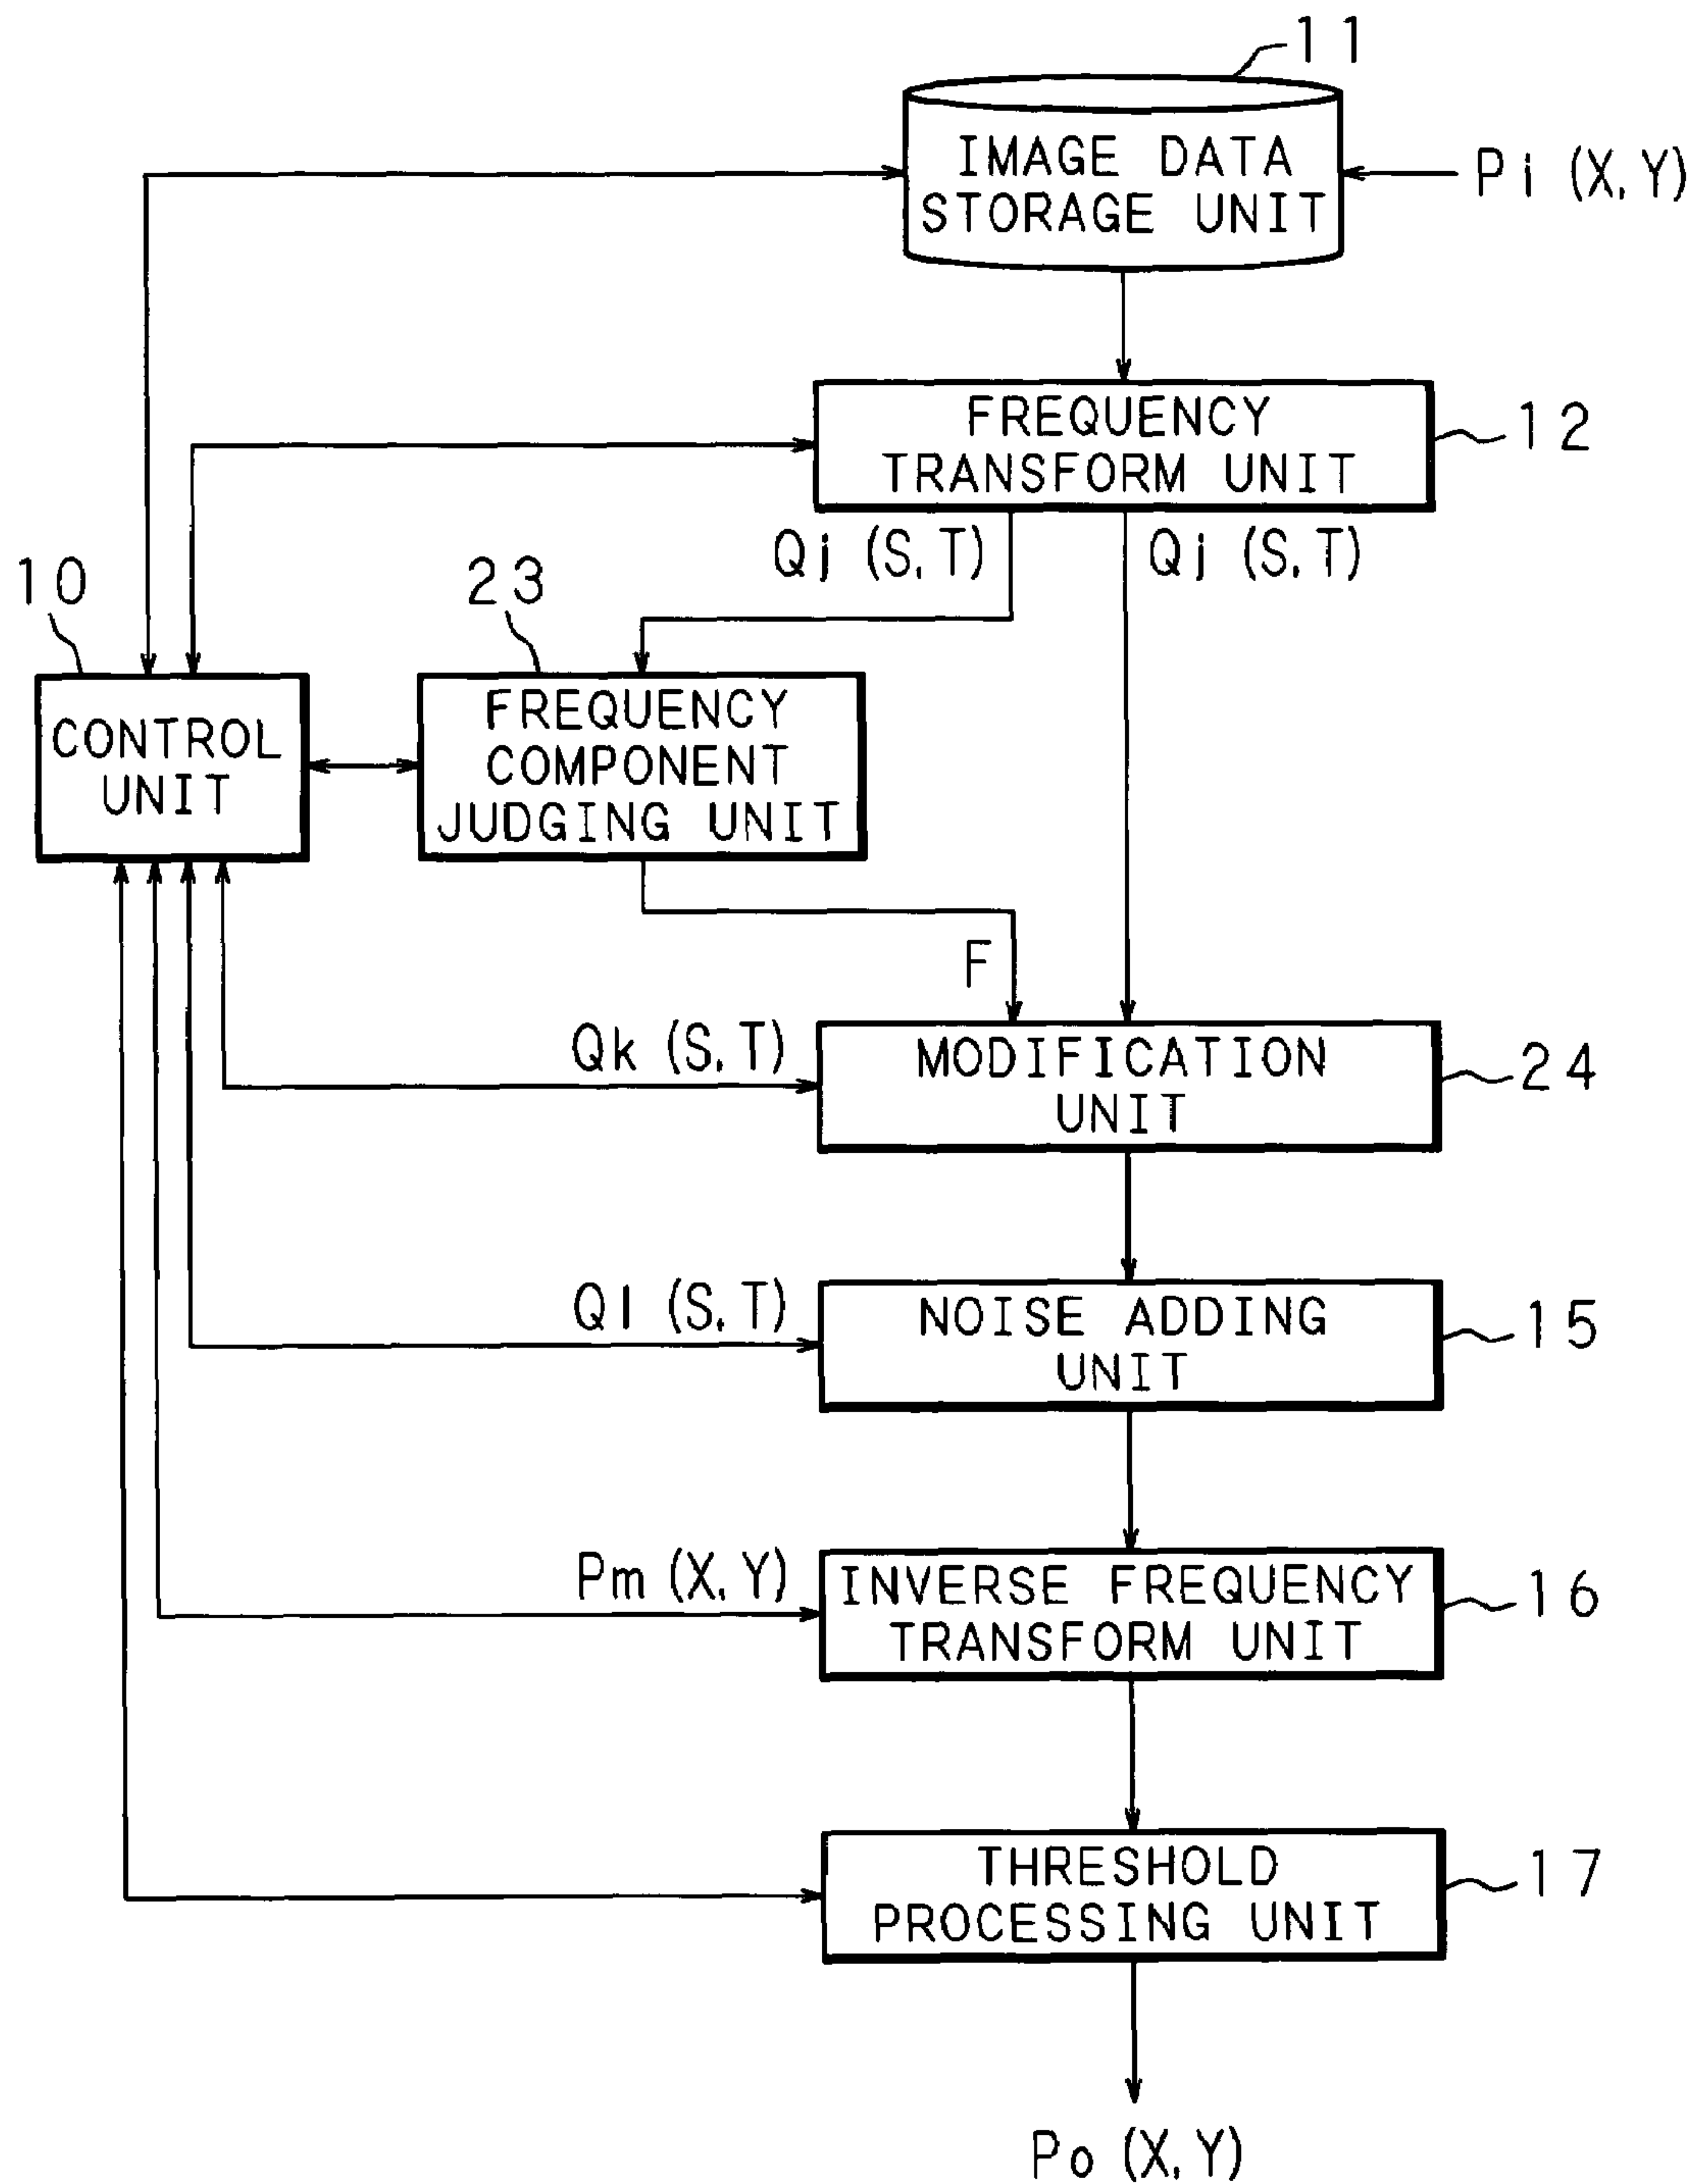 11
IMAGE DATA
STORAGE UNIT
Pi (X, Y)
FREQUENCY
TRANSFORM UNIT
12
Qj (S, T)
Qj (S, T)
10
23
CONTROL
UNIT
FREQUENCY
COMPONENT
JUDGING UNIT
F
Qk (S, T)
MODIFICATION
UNIT
24
Ql (S, T)
NOISE ADDING
UNIT
15
Pm (X, Y)
INVERSE FREQUENCY
TRANSFORM UNIT
16
THRESHOLD
PROCESSING UNIT
17
Po (X, Y)